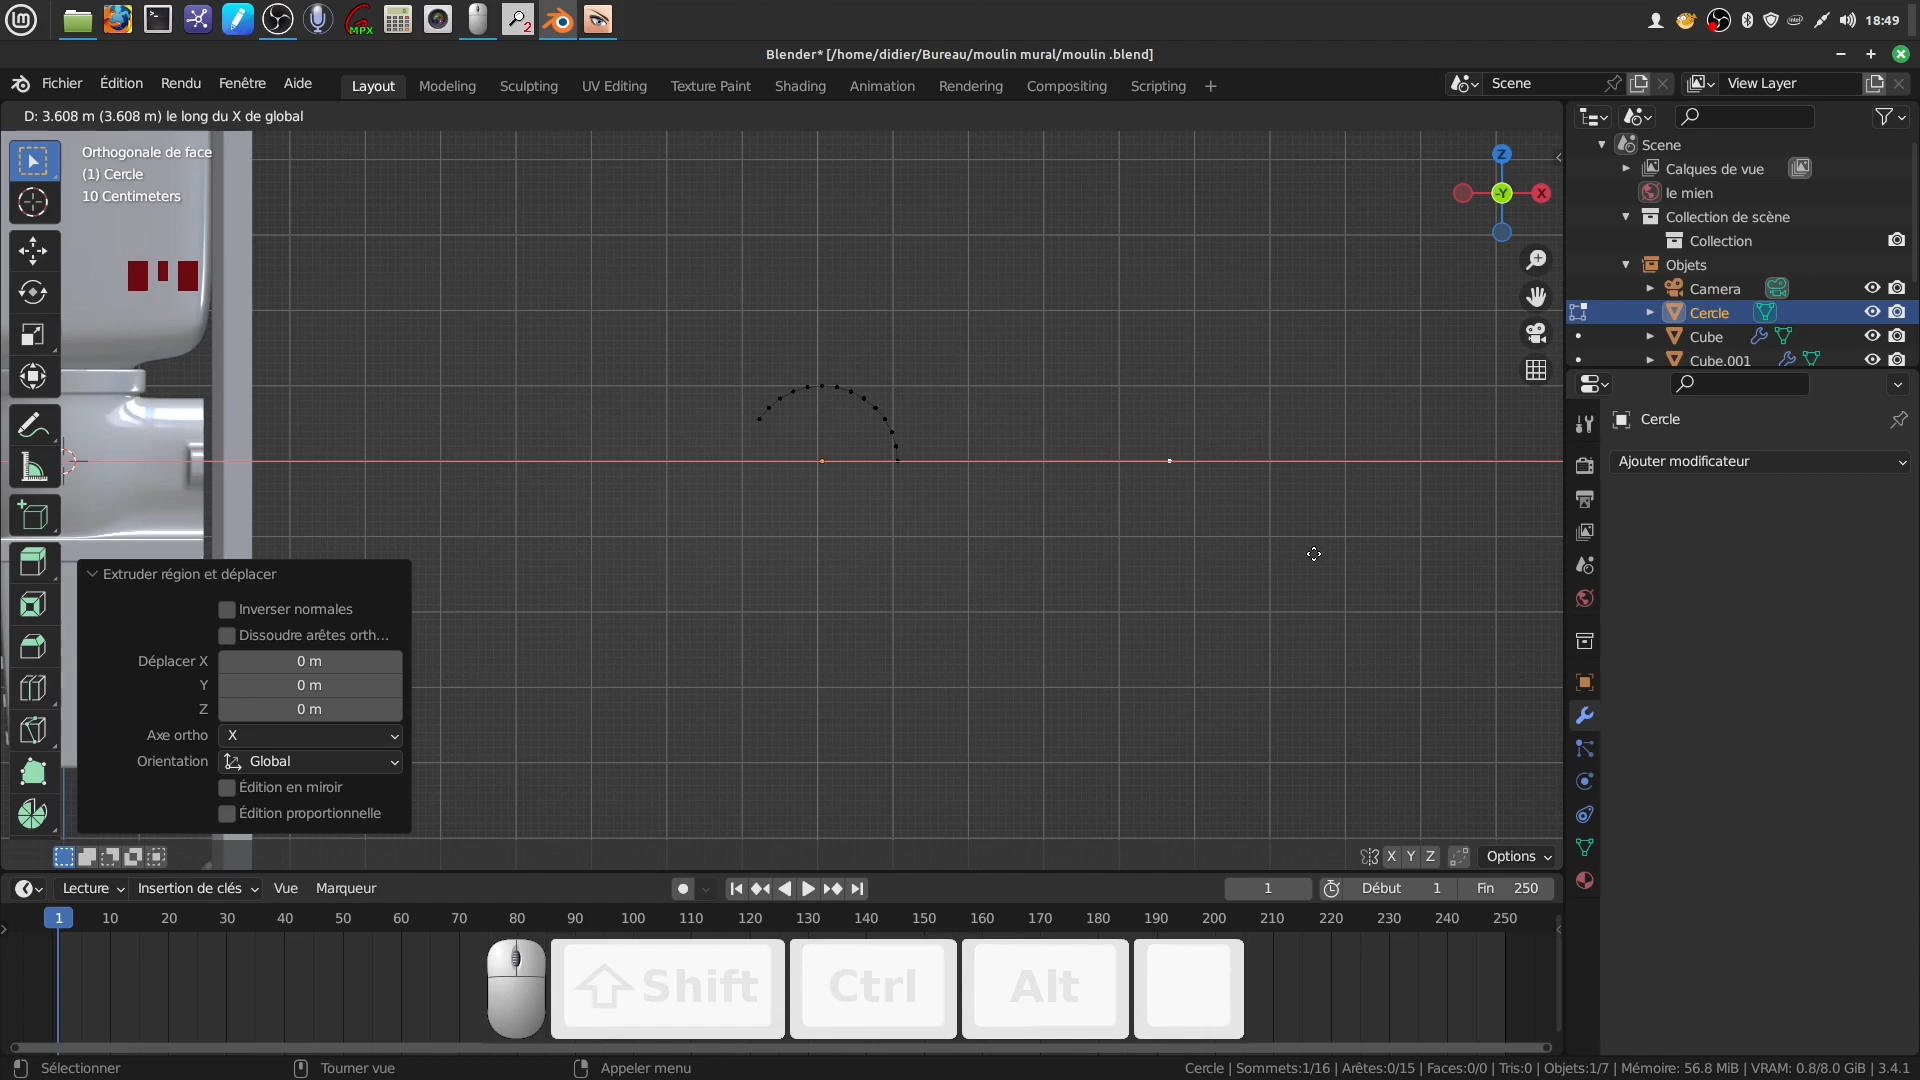 MPX
2
18:49
Blender* [/home/didier/Bureau/moulin mural/moulin .blend]
Fichier
Édition
Rendu
Fenêtre
Aide
Layout
Modeling
Sculpting
UV Editing
Texture Paint
Shading
Animation
Rendering
Compositing
Scripting
+
Scene
View Layer
D: 3.608 m (3.608 m) le long du X de global
Orthogonale de face
(1) Cercle
10 Centimeters
Z
-Y
X
Scene
Calques de vue
le mien
Collection de scène
Collection
Objets
Camera
Cercle
Cube
Cube.001
Cercle
Ajouter modificateur
Extruder région et déplacer
Inverser normales
Dissoudre arêtes orth...
Déplacer X 0 m
Y 0 m
Z 0 m
Axe ortho X
Orientation Global
Édition en miroir
Édition proportionnelle
X Y Z
Options
Lecture
Insertion de clés
Vue
Marqueur
1
Début 1
Fin 250
1 10 20 30 40 50 60 70 80 90 100 110 120 130 140 150 160 170 180 190 200 210 220 230 240 250
Shift
Ctrl
Alt
Sélectionner
Tourner vue
Appeler menu
Cercle | Sommets:1/16 | Arêtes:0/15 | Faces:0/0 | Tris:0 | Objets:1/7 | Mémoire: 56.8 MiB | VRAM: 0.8/8.0 GiB | 3.4.1